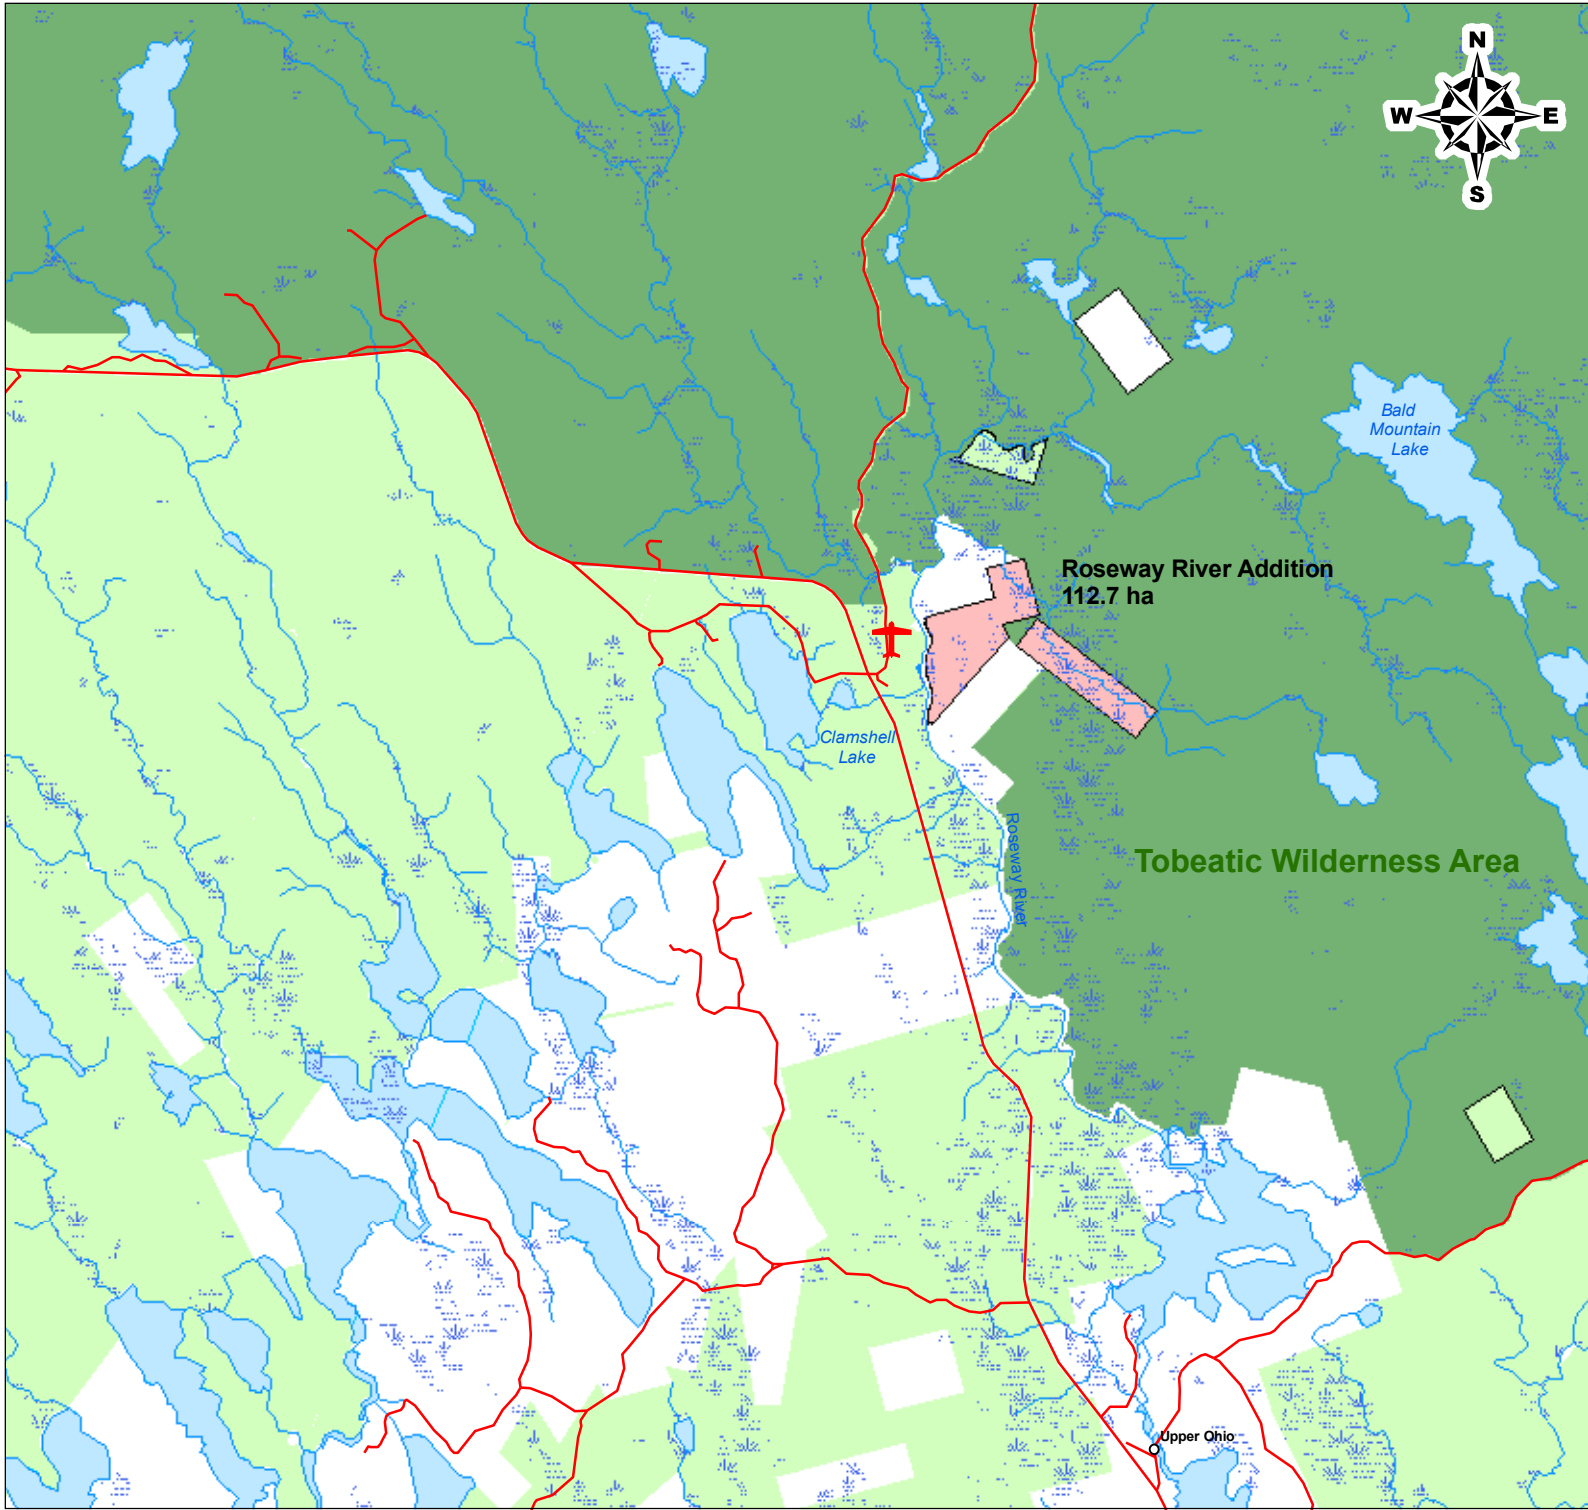 N
W E
S
Bald
Mountain
Lake
Roseway River Addition
112.7 ha
Clamshell
Lake
Roseway River
Tobeatic Wilderness Area
Upper Ohio